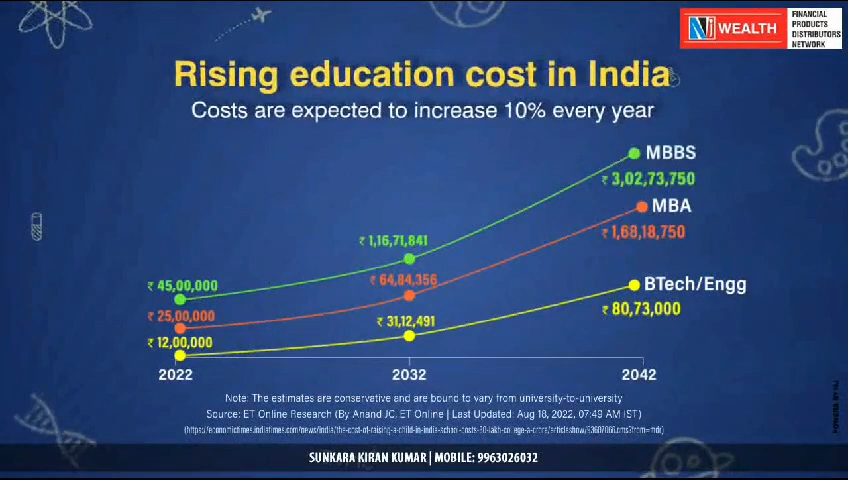 Ni WEALTH
FINANCIAL
PRODUCTS
DISTRIBUTORS
NETWORK
Rising education cost in India
Costs are expected to increase 10% every year
MBBS
₹ 3,02,73,750
MBA
₹ 1,68,18,750
₹ 1,16,71,841
₹ 64,84,356
₹ 45,00,000
BTech/Engg
₹ 80,73,000
₹ 25,00,000
₹ 31,12,491
₹ 12,00,000
2022 2032 2042
Note: The estimates are conservative and are bound to vary from university-to-university
Source: ET Online Research (By Anand JC, ET Online | Last Updated: Aug 18, 2022, 07:49 AM IST)
SUNKARA KIRAN KUMAR | MOBILE: 9963026032